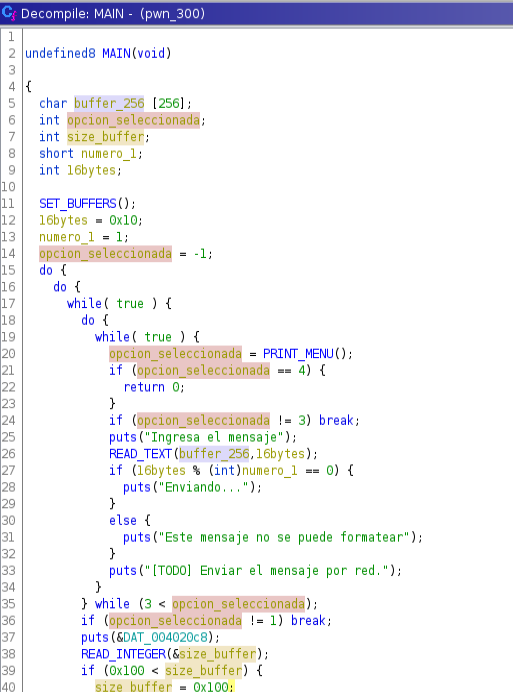 Decompile: MAIN - (pwn_300)
1
2 undefined8 MAIN(void)
3
4 {
5 char buffer_256 [256];
6 int opcion_seleccionada;
7 int size_buffer;
8 short numero_1;
9 int 16bytes;
10
11 SET_BUFFERS();
12 16bytes = 0x10;
13 numero_1 = 1;
14 opcion_seleccionada = -1;
15 do {
16 do {
17 while( true ) {
18 do {
19 while( true ) {
20 opcion_seleccionada = PRINT_MENU();
21 if (opcion_seleccionada == 4) {
22 return 0;
23 }
24 if (opcion_seleccionada != 3) break;
25 puts("Ingresa el mensaje");
26 READ_TEXT(buffer_256,16bytes);
27 if (16bytes % (int)numero_1 == 0) {
28 puts("Enviando...");
29 }
30 else {
31 puts("Este mensaje no se puede formatear");
32 }
33 puts("[TODO] Enviar el mensaje por red.");
34 }
35 } while (3 < opcion_seleccionada);
36 if (opcion_seleccionada != 1) break;
37 puts(&DAT_004020c8);
38 READ_INTEGER(&size_buffer);
39 if (0x100 < size_buffer) {
40 size_buffer = 0x100;